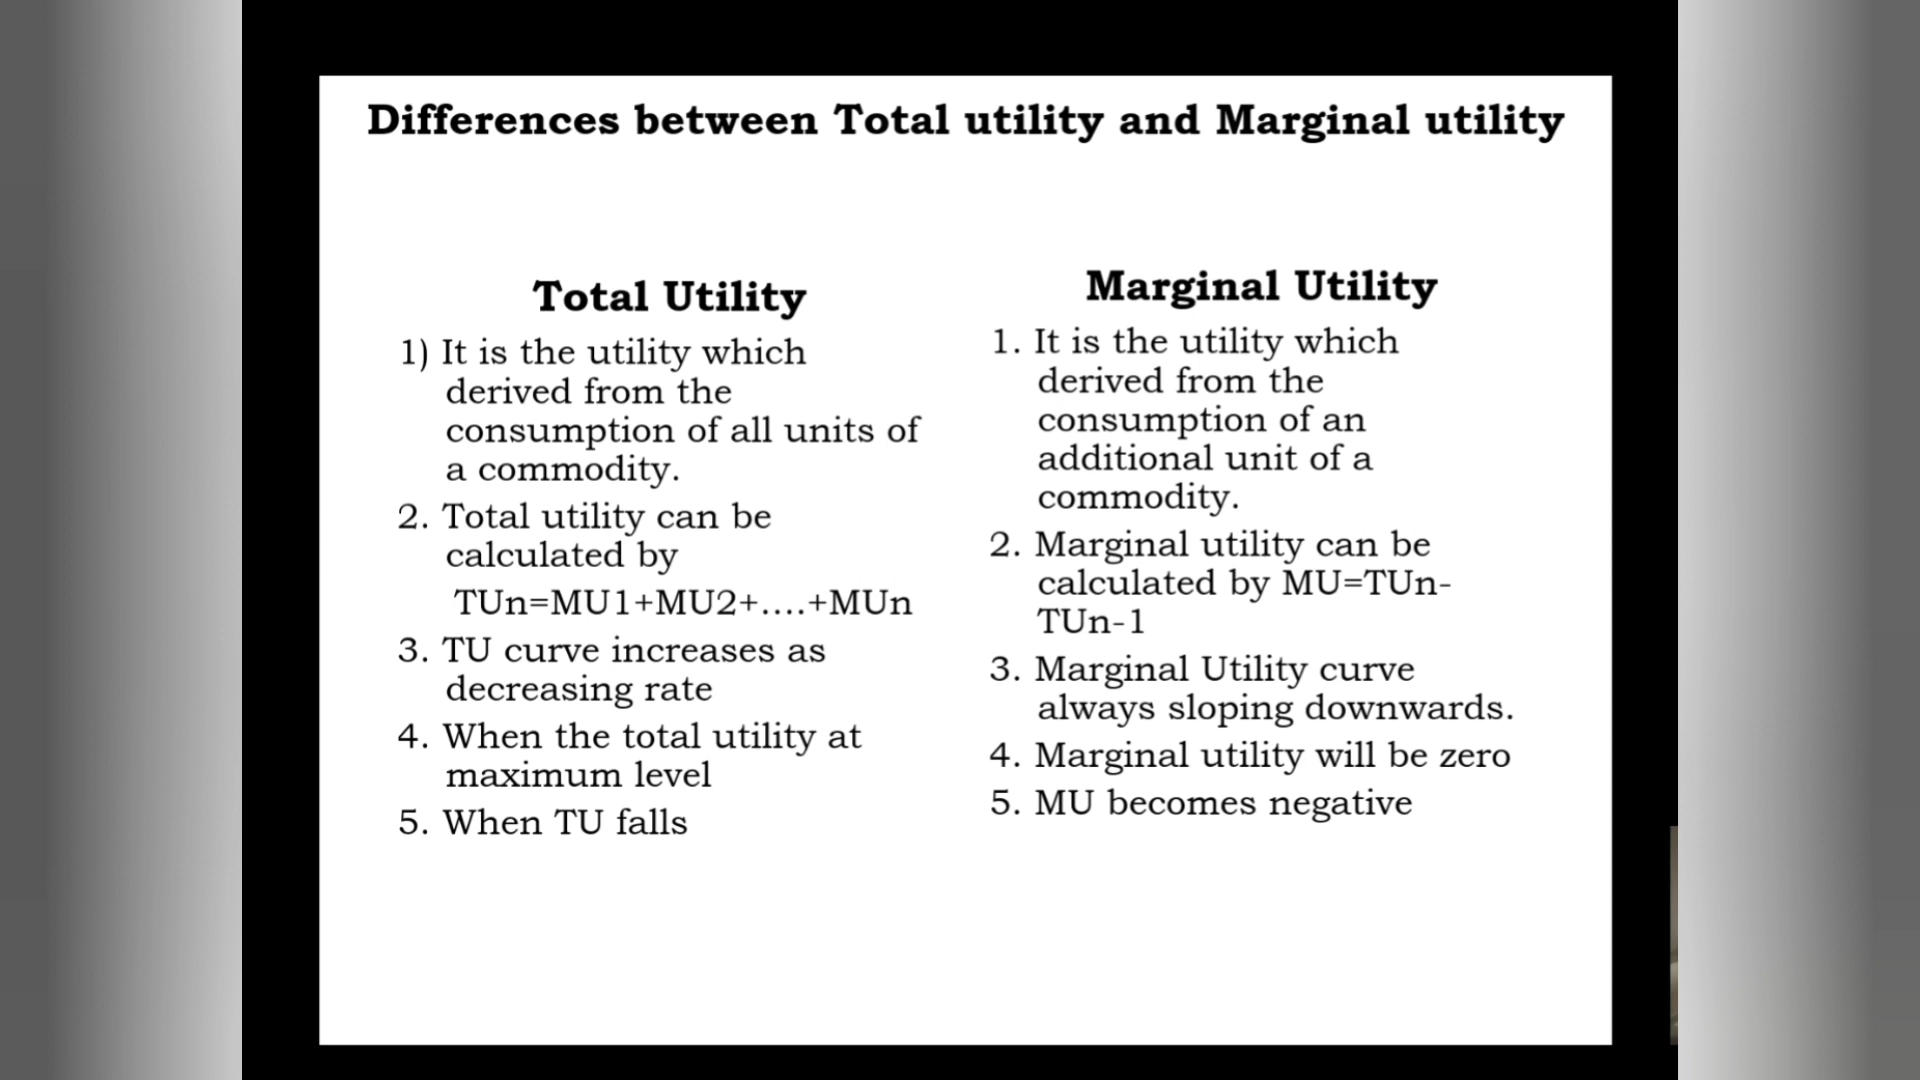 Differences between Total utility and Marginal utility
Total Utility
1) It is the utility which
derived from the
consumption of all units of
a commodity.
2. Total utility can be
calculated by
TUn=MU1+MU2+....+MUn
3. TU curve increases as
decreasing rate
4. When the total utility at
maximum level
5. When TU falls
Marginal Utility
1. It is the utility which
derived from the
consumption of an
additional unit of a
commodity.
2. Marginal utility can be
calculated by MU=TUn-
TUn-1
3. Marginal Utility curve
always sloping downwards.
4. Marginal utility will be zero
5. MU becomes negative